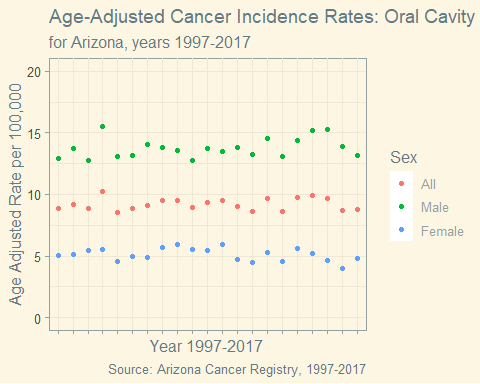 Age-Adjusted Cancer Incidence Rates: Oral Cavity
for Arizona, years 1997-2017
Age Adjusted Rate per 100,000
20
15
10
5
0
Sex
All
Male
Female
Year 1997-2017
Source: Arizona Cancer Registry, 1997-2017